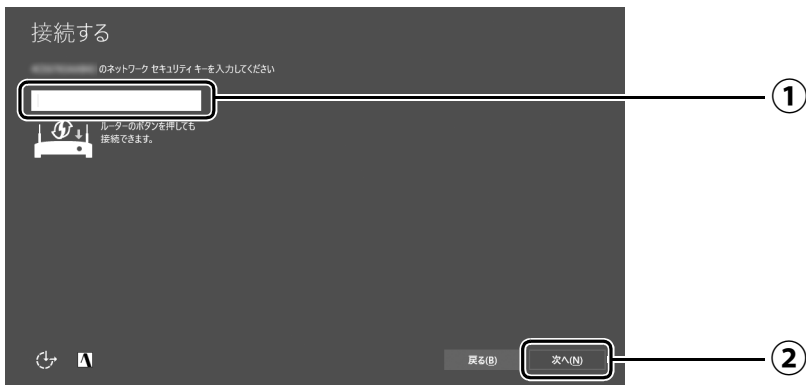 接続する
のネットワーク セキュリティ キーを入力してください
①
ルーターのボタンを押しても
接続できます。
戻る(B)
次へ(N)
②